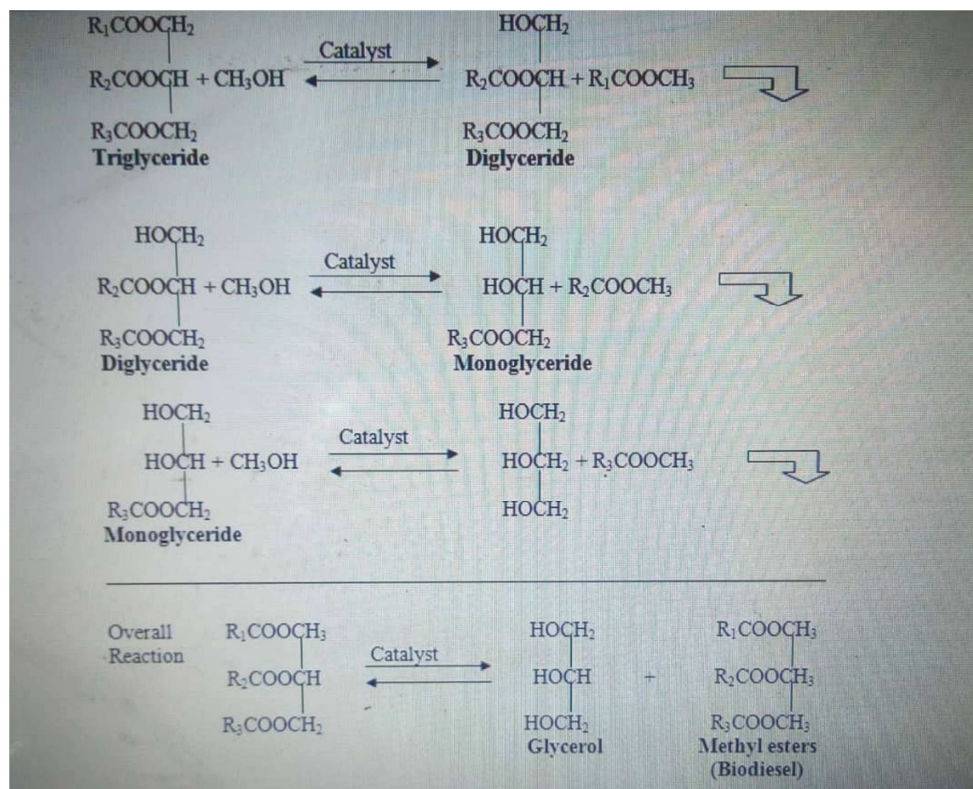 R₁COOCH₂ HOCH₂
Catalyst
R₂COOCH + CH₃OH R₂COOCH + R₁COOCH₃
R₃COOCH₂ R₃COOCH₂
Triglyceride Diglyceride
HOCH₂ HOCH₂
Catalyst
R₂COOCH + CH₃OH HOCH + R₂COOCH₃
R₃COOCH₂ R₃COOCH₂
Diglyceride Monoglyceride
HOCH₂ HOCH₂
Catalyst
HOCH + CH₃OH HOCH₂ + R₃COOCH₃
R₃COOCH₂ HOCH₂
Monoglyceride
Overall R₁COOCH₃ HOCH₂ R₁COOCH₃
Reaction Catalyst
R₂COOCH HOCH + R₂COOCH₃
R₃COOCH₂ HOCH₂ R₃COOCH₃
Glycerol Methyl esters
(Biodiesel)